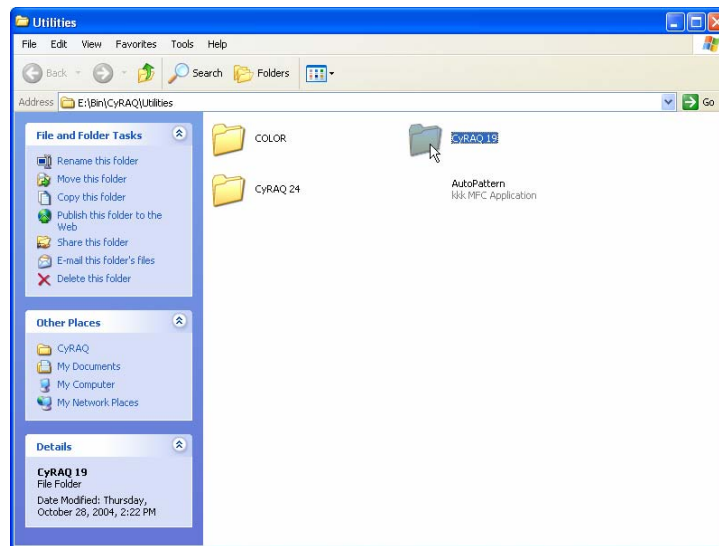 Utilities
File Edit View Favorites Tools Help
Back Search Folders
Address E:\Bin\CyRAQ\Utilities Go
File and Folder Tasks
Rename this folder
Move this folder
Copy this folder
Publish this folder to the
Web
Share this folder
E-mail this folder's files
Delete this folder
Other Places
CyRAQ
My Documents
My Computer
My Network Places
Details
CyRAQ 19
File Folder
Date Modified: Thursday,
October 28, 2004, 2:22 PM
COLOR
CyRAQ 19
CyRAQ 24
AutoPattern
kkk MFC Application